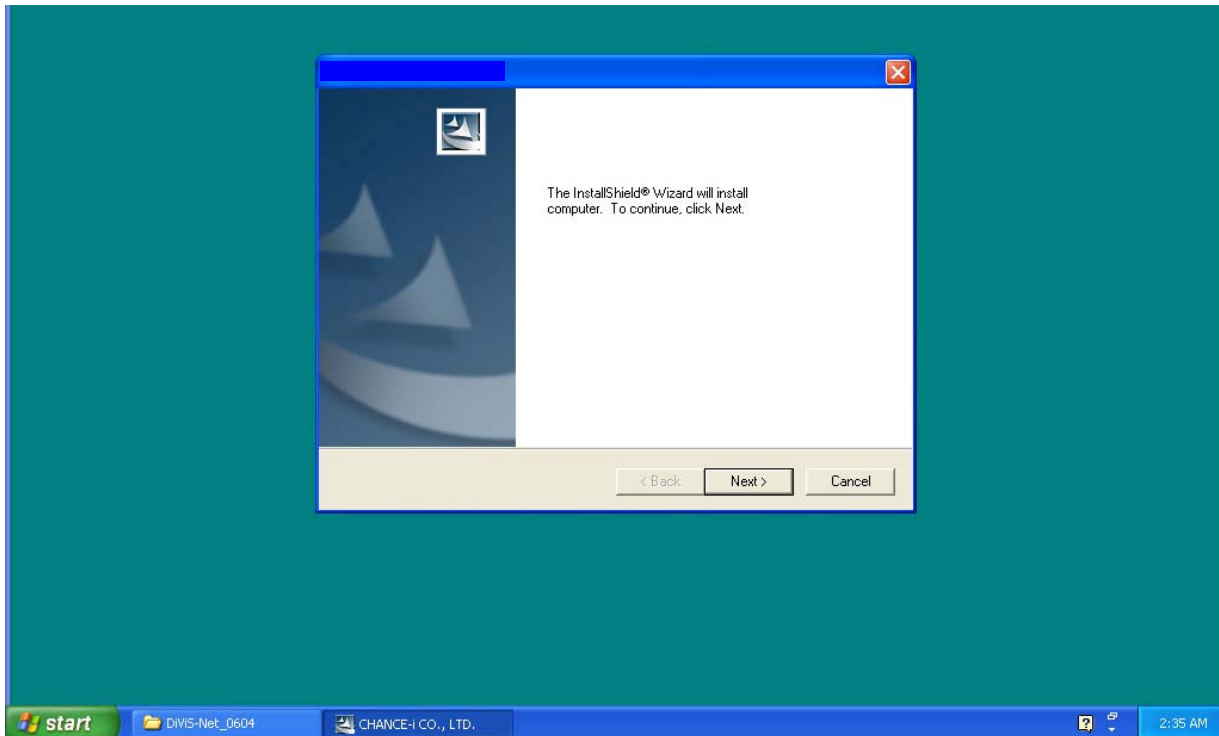 The InstallShield® Wizard will install
computer.  To continue, click Next.
< Back
Next >
Cancel
start
DiViS-Net_0604
CHANCE-i CO., LTD.
2:35 AM